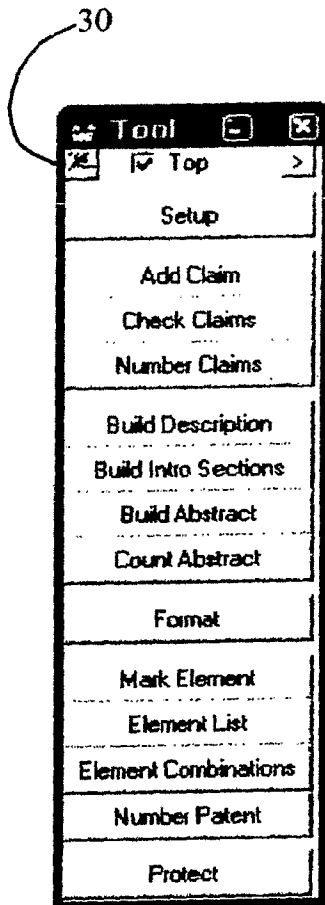 30
Tool
Top >
Setup
Add Claim
Check Claims
Number Claims
Build Description
Build Intro Sections
Build Abstract
Count Abstract
Format
Mark Element
Element List
Element Combinations
Number Patent
Protect